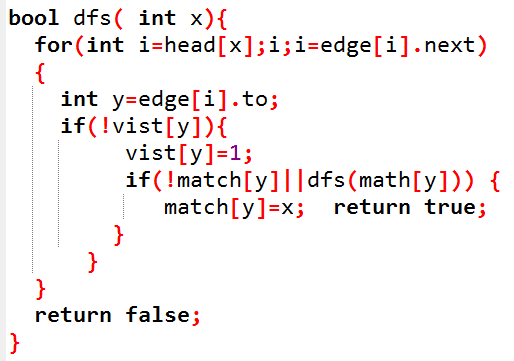 bool dfs( int x){
for(int i=head[x];i;i=edge[i].next)
{
int y=edge[i].to;
if(!vist[y]){
vist[y]=1;
if(!match[y]||dfs(math[y])) {
match[y]=x;  return true;
}
}
}
return false;
}